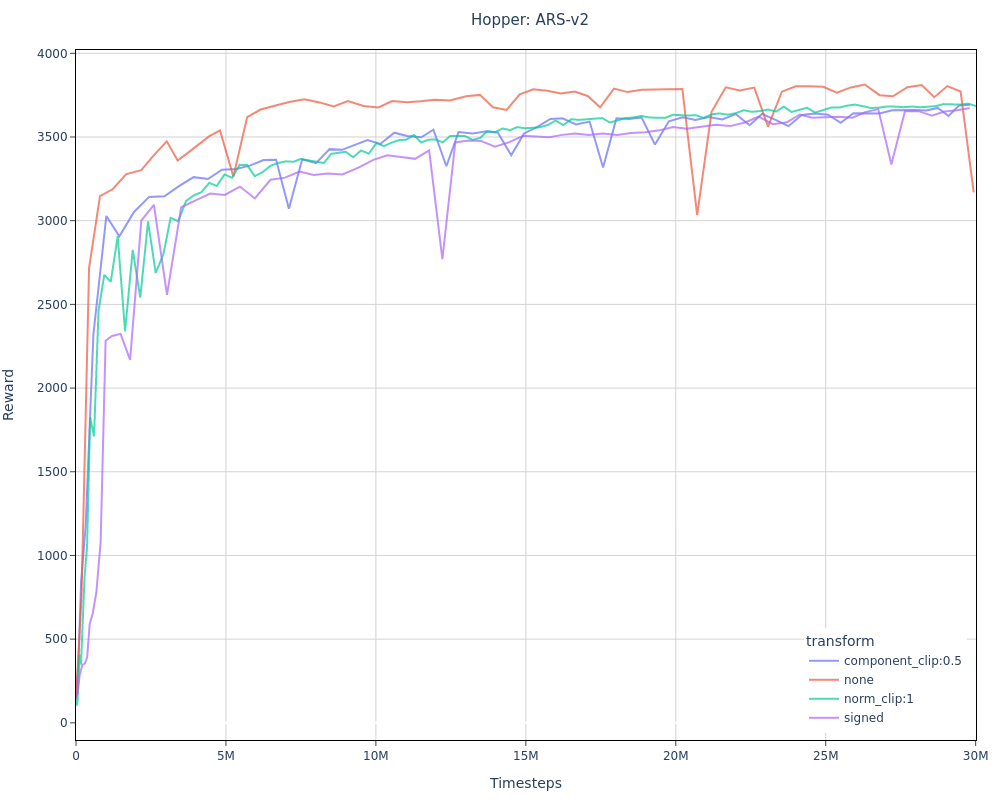 Hopper: ARS-v2
Reward
4000
3500
3000
2500
2000
1500
1000
500
0
0
5M
10M
15M
20M
25M
30M
Timesteps
transform
component_clip:0.5
none
norm_clip:1
signed